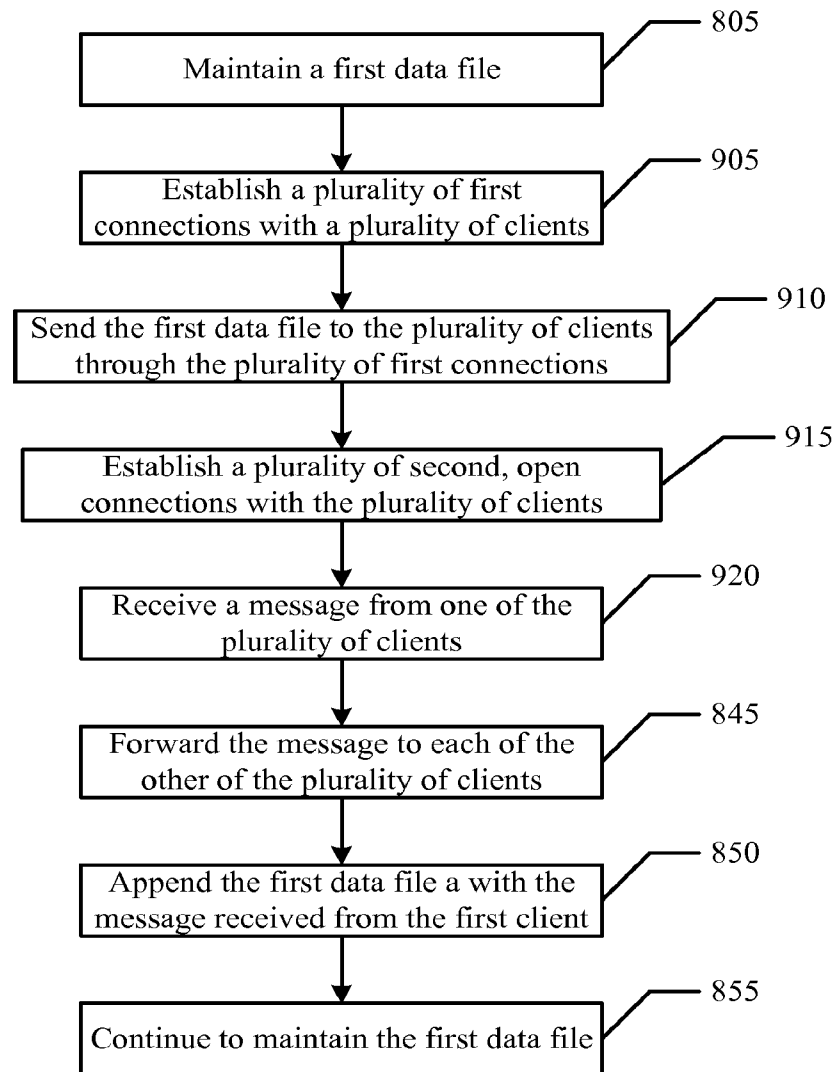 805
Maintain a first data file
905
Establish a plurality of first
connections with a plurality of clients
910
Send the first data file to the plurality of clients
through the plurality of first connections
915
Establish a plurality of second, open
connections with the plurality of clients
920
Receive a message from one of the
plurality of clients
845
Forward the message to each of the
other of the plurality of clients
850
Append the first data file a with the
message received from the first client
855
Continue to maintain the first data file